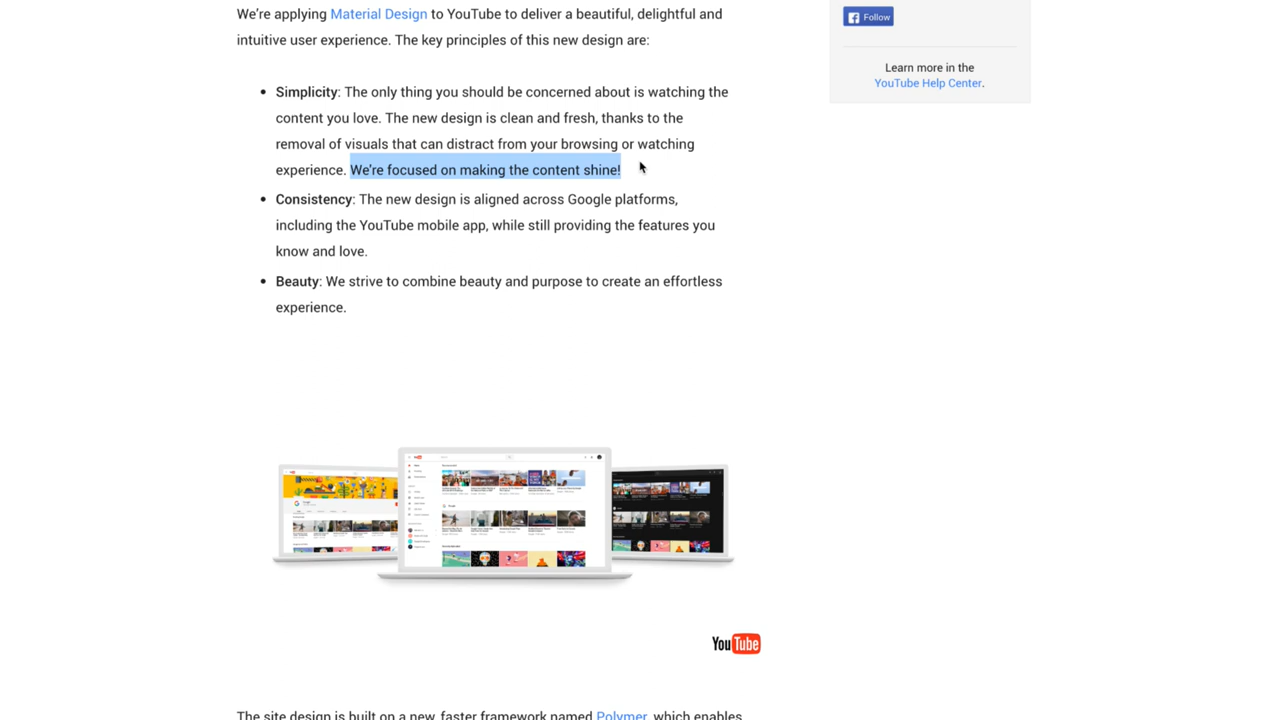 We're applying Material Design to YouTube to deliver a beautiful, delightful and
intuitive user experience. The key principles of this new design are:
• Simplicity: The only thing you should be concerned about is watching the
content you love. The new design is clean and fresh, thanks to the
removal of visuals that can distract from your browsing or watching
experience. We're focused on making the content shine!
• Consistency: The new design is aligned across Google platforms,
including the YouTube mobile app, while still providing the features you
know and love.
• Beauty: We strive to combine beauty and purpose to create an effortless
experience.
YouTube
The site design is built on a new, faster framework named Polymer, which enables
Follow
Learn more in the
YouTube Help Center.